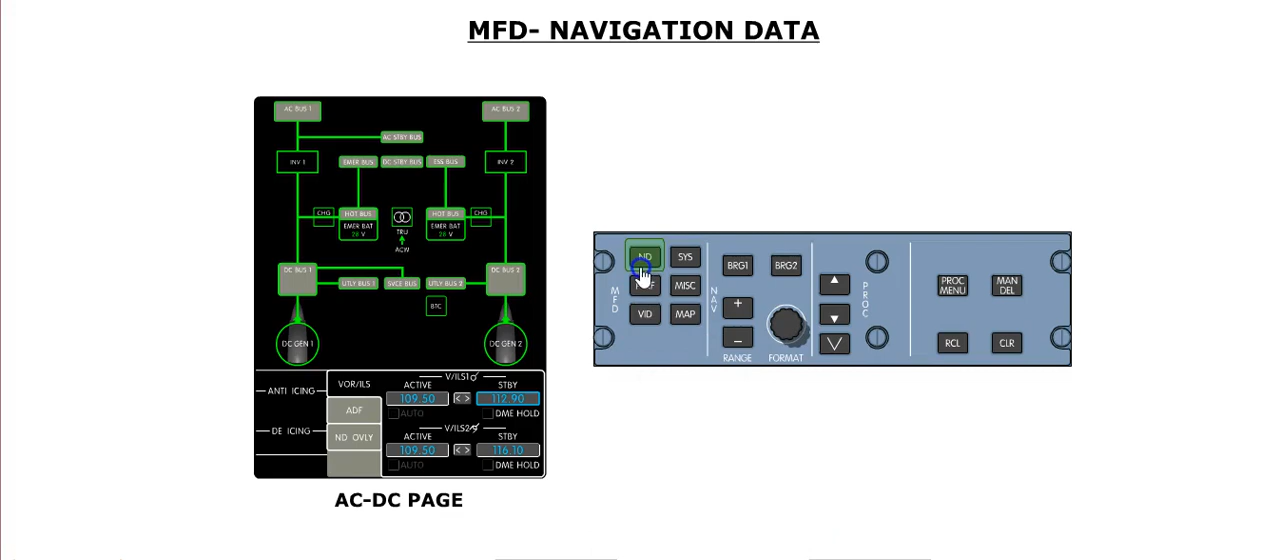 MFD- NAVIGATION DATA
AC BUS 1
AC BUS 2
AC STBY BUS
INV 1
EMER BUS
DC STBY BUS
ESS BUS
INV 2
CHG
HOT BUS
EMER BAT
28 V
TRU
ACW
HOT BUS
EMER BAT
28 V
CHG
DC BUS 1
UTLY BUS 1
SVCE BUS
UTLY BUS 2
DC BUS 2
BTC
DC GEN 1
DC GEN 2
ANTI ICING
DE ICING
VOR/ILS
ADF
ND OVLY
V/ILS1
ACTIVE
STBY
109.50
< >
112.90
AUTO
DME HOLD
V/ILS2
ACTIVE
STBY
109.50
< >
116.10
AUTO
DME HOLD
AC-DC PAGE
MFD
ND
SYS
MISC
VID
MAP
NAV
BRG1
BRG2
+
–
RANGE
FORMAT
PROC
PROC
MENU
MAN
DEL
RCL
CLR